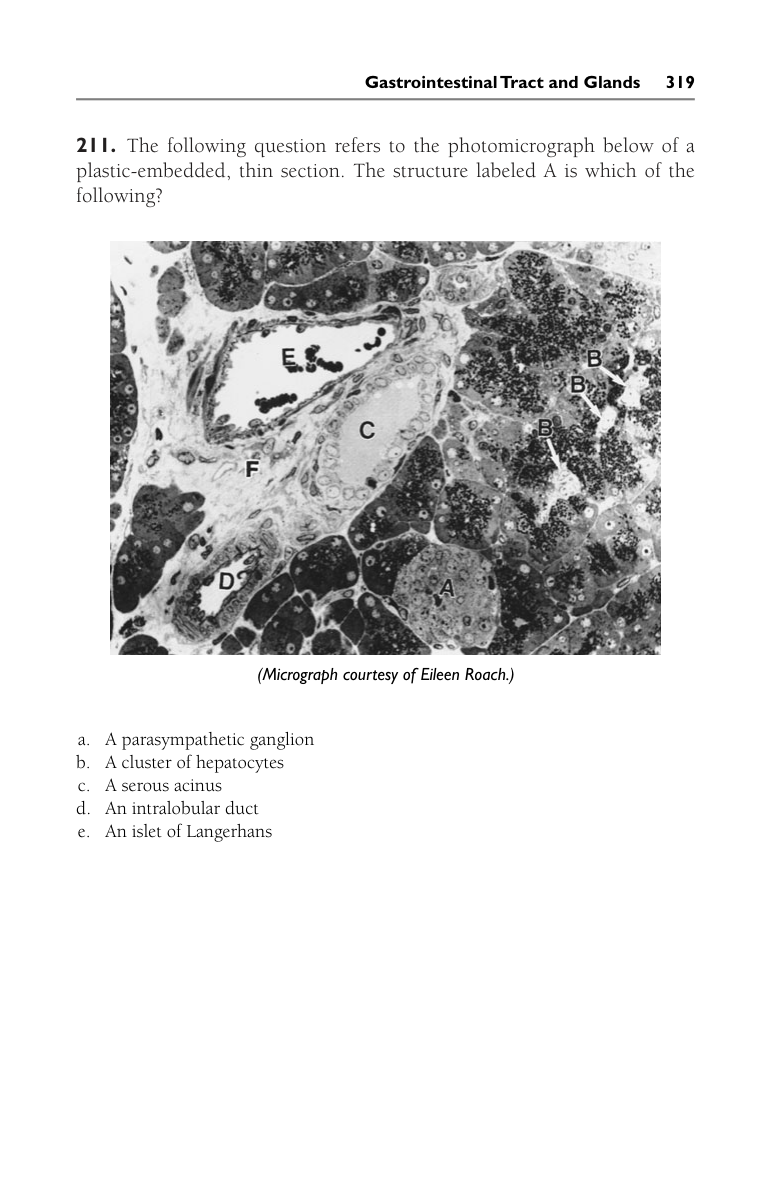 Gastrointestinal Tract and Glands 319
211. The following question refers to the photomicrograph below of a
plastic-embedded, thin section. The structure labeled A is which of the
following?
B
E
B
C
B
F
D
A
(Micrograph courtesy of Eileen Roach.)
a. A parasympathetic ganglion
b. A cluster of hepatocytes
c. A serous acinus
d. An intralobular duct
e. An islet of Langerhans